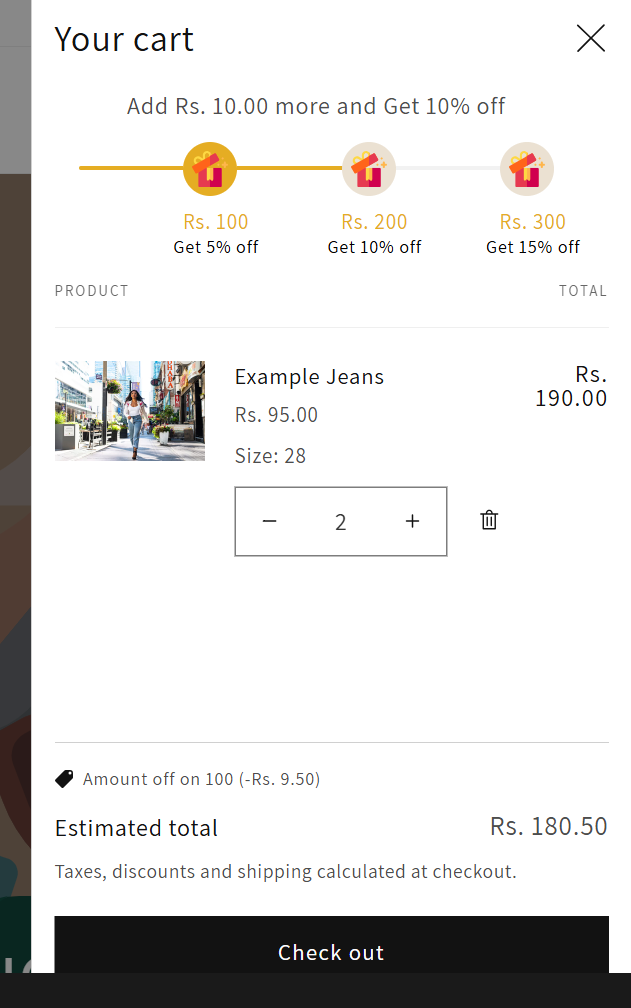 Your cart
Add Rs. 10.00 more and Get 10% off
Rs. 100 Rs. 200 Rs. 300
Get 5% off Get 10% off Get 15% off
PRODUCT TOTAL
Example Jeans Rs.
190.00
Rs. 95.00
Size: 28
− 2 +
Amount off on 100 (-Rs. 9.50)
Estimated total Rs. 180.50
Taxes, discounts and shipping calculated at checkout.
Check out